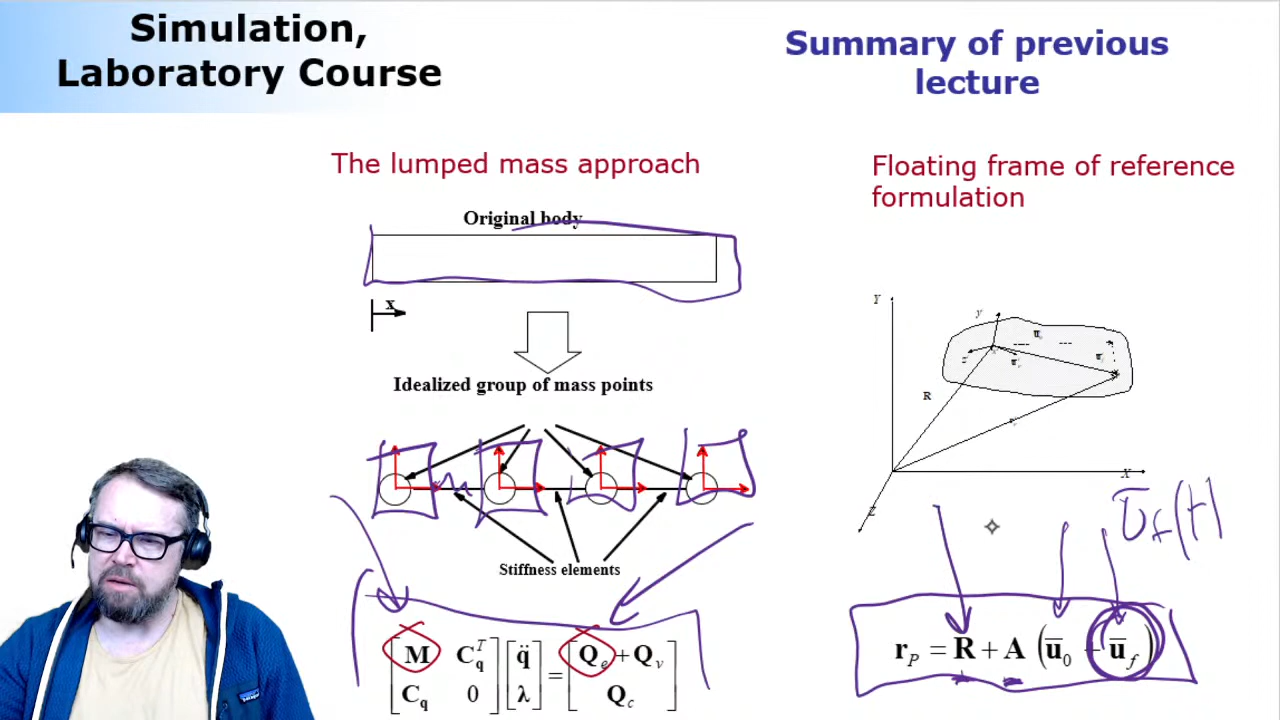 Simulation,
Laboratory Course
Summary of previous
lecture
The lumped mass approach
Floating frame of reference
formulation
Original body
x
Idealized group of mass points
Stiffness elements
Y
y
R
X
Z
ū_f(t)
[M C_q^T; C_q 0] [q̈; λ] = [Q_e + Q_v; Q_c]
r_P = R + A (ū_0 + ū_f)
patagonia